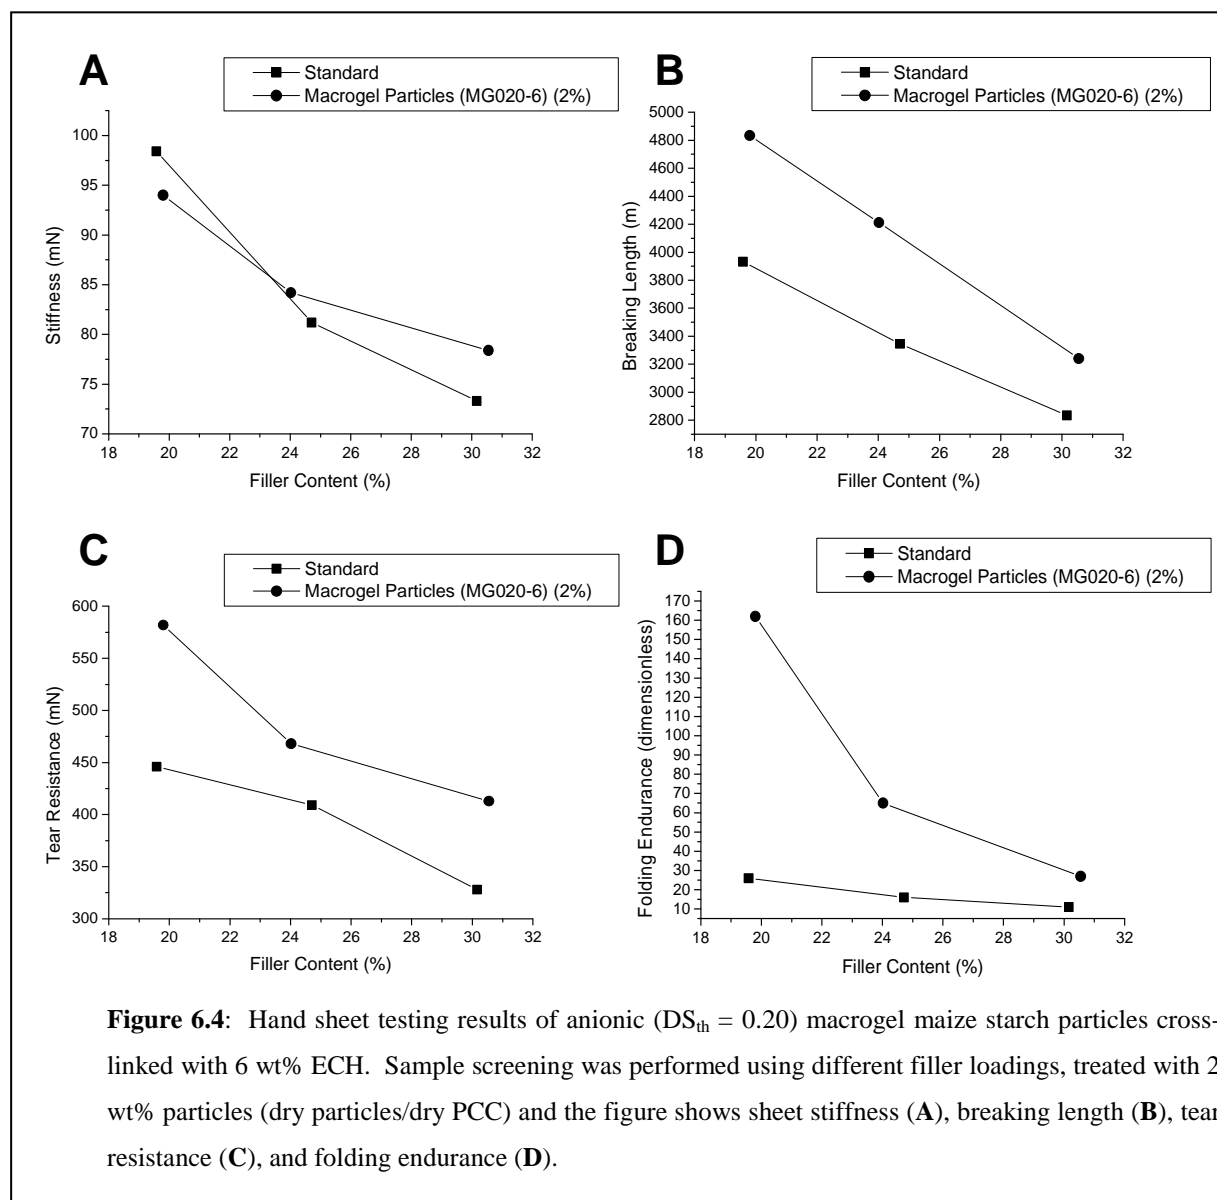 A
Standard
Macrogel Particles (MG020-6) (2%)
100
95
90
85
80
75
70
Stiffness (mN)
18 20 22 24 26 28 30 32
Filler Content (%)
B
Standard
Macrogel Particles (MG020-6) (2%)
5000
4800
4600
4400
4200
4000
3800
3600
3400
3200
3000
2800
Breaking Length (m)
18 20 22 24 26 28 30 32
Filler Content (%)
C
Standard
Macrogel Particles (MG020-6) (2%)
600
550
500
450
400
350
300
Tear Resistance (mN)
18 20 22 24 26 28 30 32
Filler Content (%)
D
Standard
Macrogel Particles (MG020-6) (2%)
170
160
150
140
130
120
110
100
90
80
70
60
50
40
30
20
10
Folding Endurance (dimensionless)
18 20 22 24 26 28 30 32
Filler Content (%)
Figure 6.4: Hand sheet testing results of anionic (DSth = 0.20) macrogel maize starch particles cross-
linked with 6 wt% ECH. Sample screening was performed using different filler loadings, treated with 2
wt% particles (dry particles/dry PCC) and the figure shows sheet stiffness (A), breaking length (B), tear
resistance (C), and folding endurance (D).